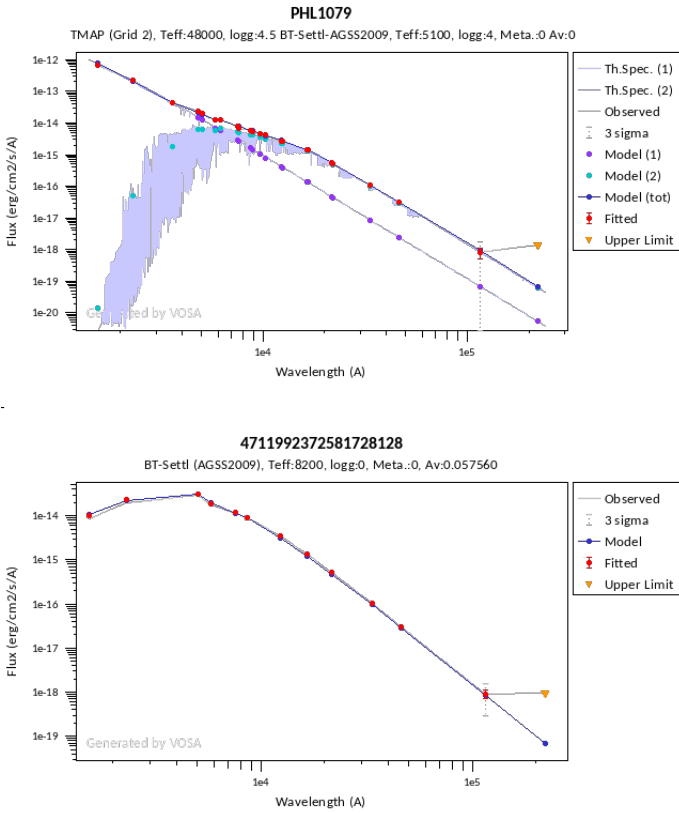 PHL1079
TMAP (Grid 2), Teff:48000, logg:4.5 BT-Settl-AGSS2009, Teff:5100, logg:4, Meta.:0 Av:0
1e-12
1e-13
1e-14
1e-15
1e-16
1e-17
1e-18
1e-19
1e-20
Flux (erg/cm2/s/A)
Generated by VOSA
1e4
1e5
Wavelength (A)
Th.Spec. (1)
Th.Spec. (2)
Observed
3 sigma
Model (1)
Model (2)
Model (tot)
Fitted
Upper Limit
-
4711992372581728128
BT-Settl (AGSS2009), Teff:8200, logg:0, Meta.:0, Av:0.057560
1e-14
1e-15
1e-16
1e-17
1e-18
1e-19
Flux (erg/cm2/s/A)
Generated by VOSA
1e4
1e5
Wavelength (A)
Observed
3 sigma
Model
Fitted
Upper Limit